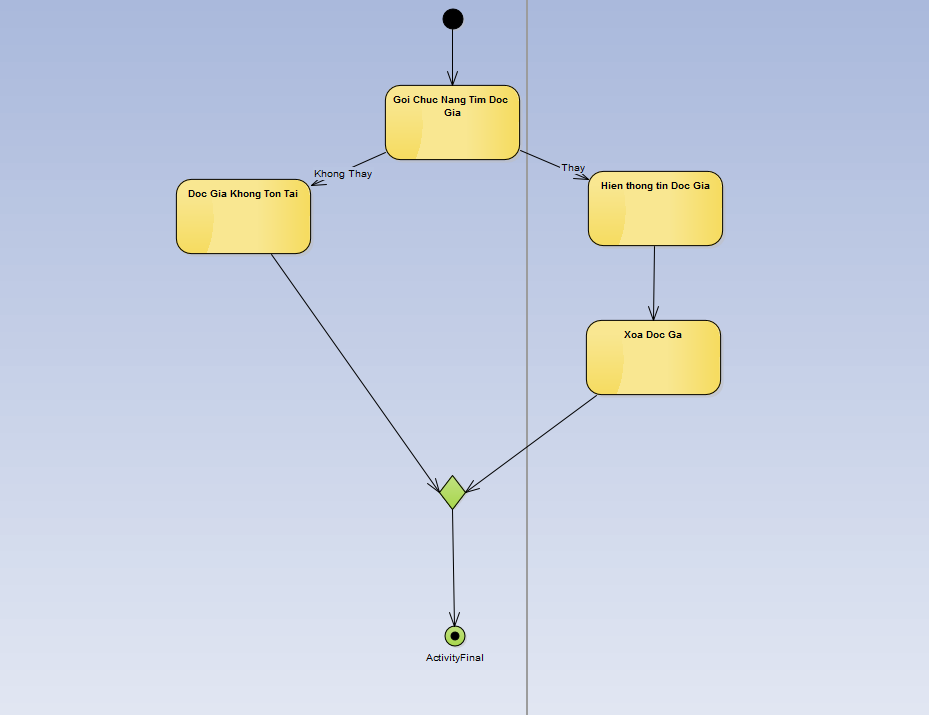 Goi Chuc Nang Tim Doc
Gia
Khong Thay
Thay
Doc Gia Khong Ton Tai
Hien thong tin Doc Gia
Xoa Doc Ga
ActivityFinal